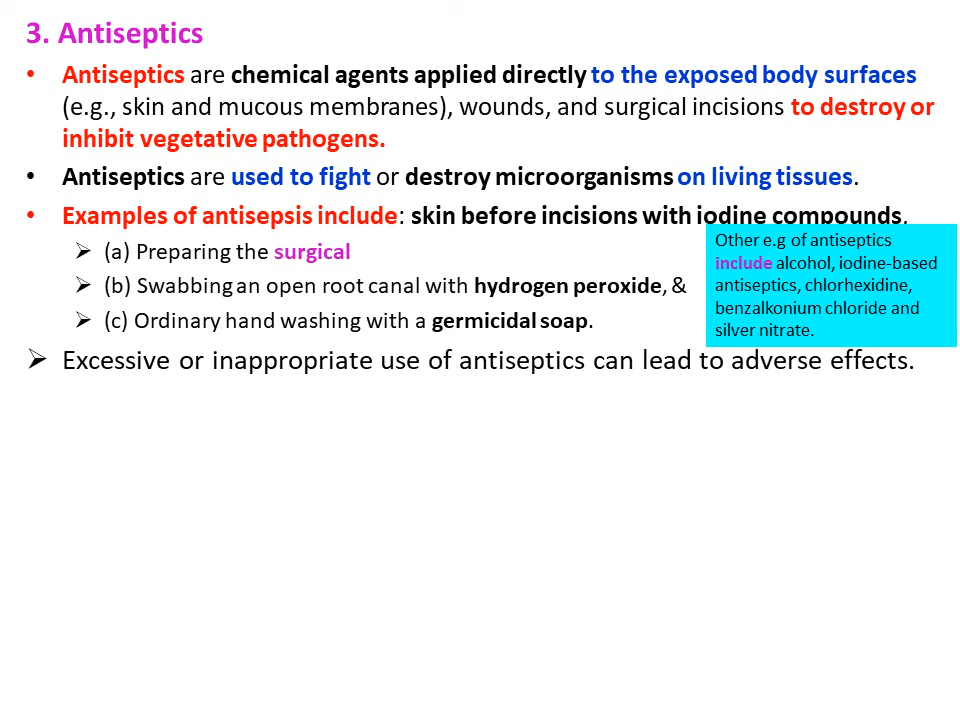 3. Antiseptics
• Antiseptics are chemical agents applied directly to the exposed body surfaces
(e.g., skin and mucous membranes), wounds, and surgical incisions to destroy or
inhibit vegetative pathogens.
• Antiseptics are used to fight or destroy microorganisms on living tissues.
• Examples of antisepsis include: skin before incisions with iodine compounds,
➢ (a) Preparing the surgical
➢ (b) Swabbing an open root canal with hydrogen peroxide, &
➢ (c) Ordinary hand washing with a germicidal soap.
Other e.g of antiseptics
include alcohol, iodine-based
antiseptics, chlorhexidine,
benzalkonium chloride and
silver nitrate.
➢ Excessive or inappropriate use of antiseptics can lead to adverse effects.